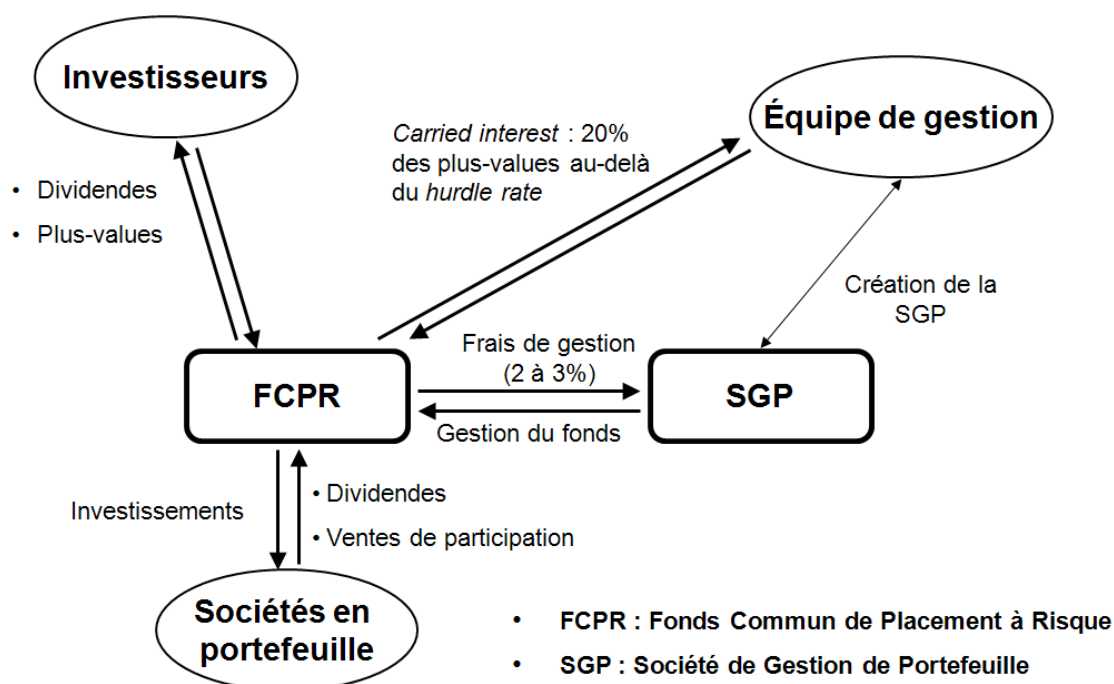 Investisseurs
Équipe de gestion
Carried interest : 20%
des plus-values au-delà
du hurdle rate
• Dividendes
• Plus-values
Création de la
SGP
Frais de gestion
(2 à 3%)
FCPR
SGP
Gestion du fonds
Investissements
• Dividendes
• Ventes de participation
Sociétés en
portefeuille
• FCPR : Fonds Commun de Placement à Risque
• SGP : Société de Gestion de Portefeuille